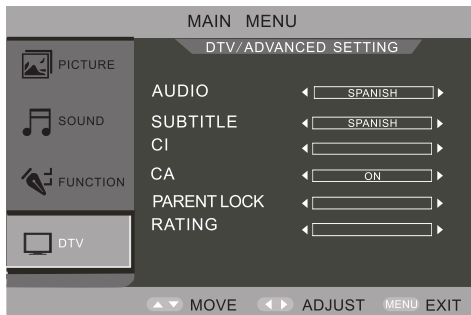 MAIN MENU
DTV/ADVANCED SETTING
PICTURE
SOUND
FUNCTION
DTV
AUDIO SPANISH
SUBTITLE SPANISH
CI
CA ON
PARENT LOCK
RATING
MOVE ADJUST MENU EXIT